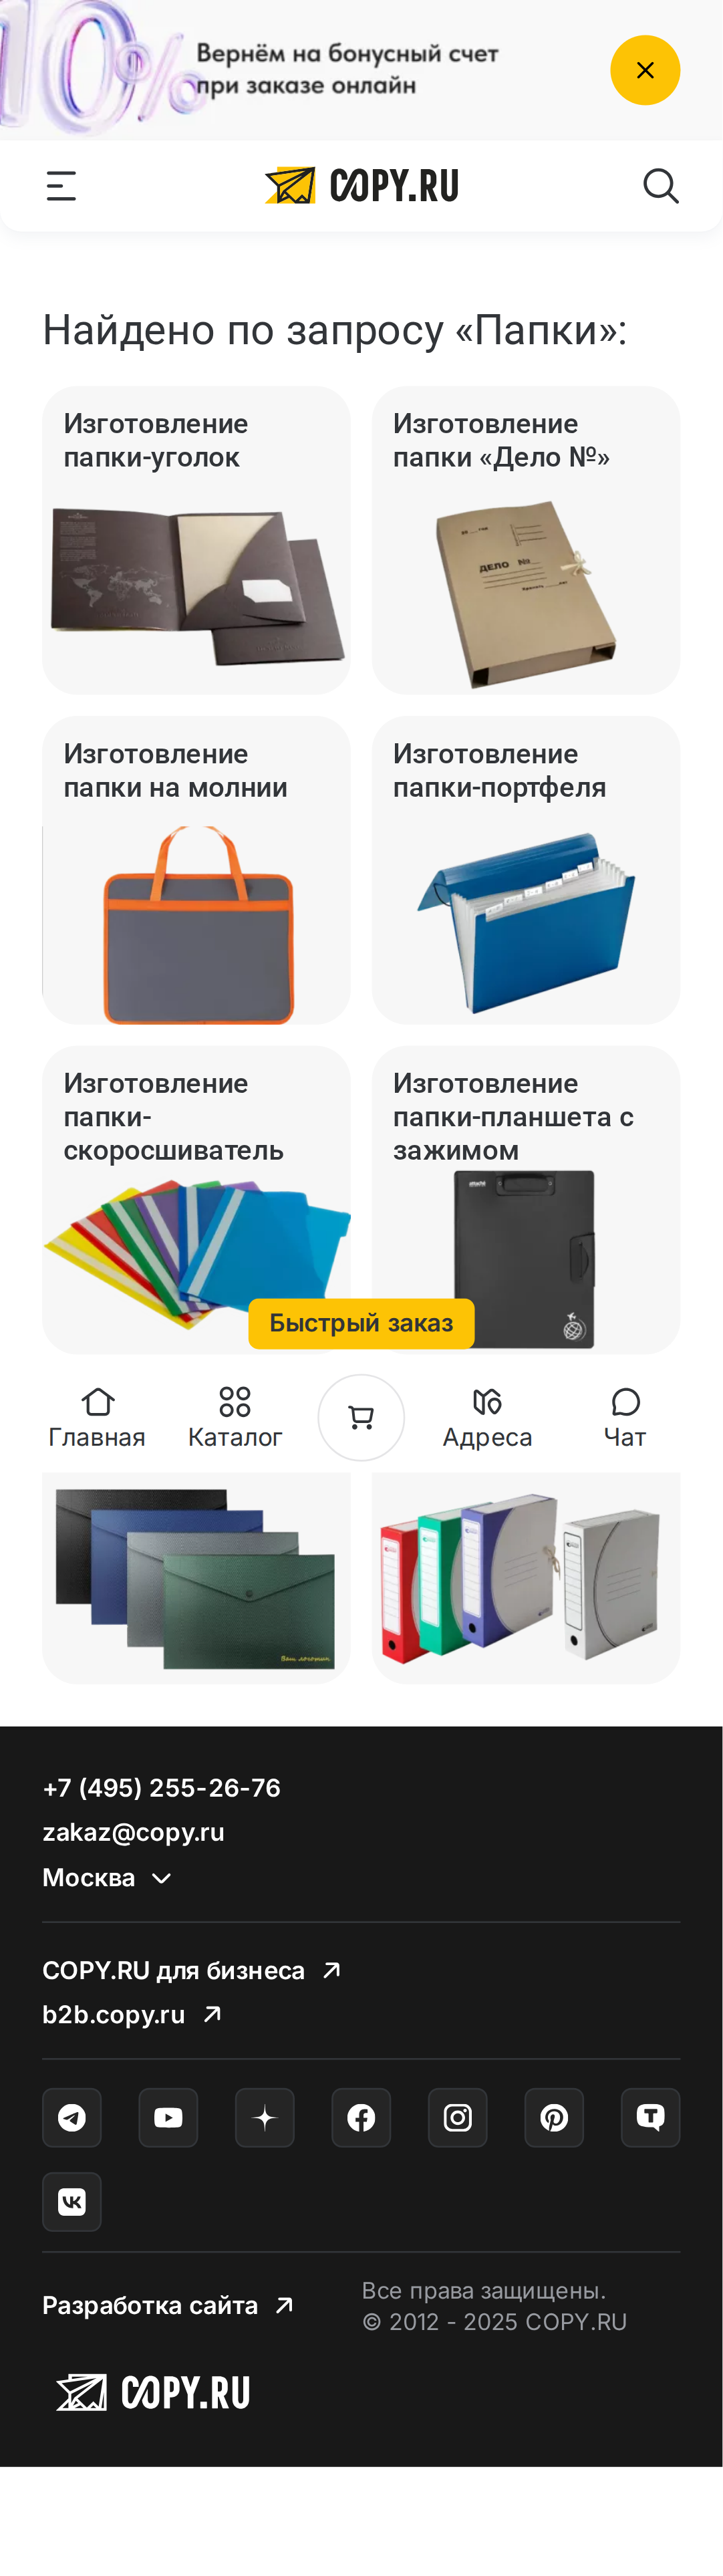 10%
Вернём на бонусный счет
при заказе онлайн
COPY.RU
Найдено по запросу «Папки»:
Изготовление
папки-уголок
Изготовление
папки «Дело №»
ДЕЛО №
Изготовление
папки на молнии
Изготовление
папки-портфеля
Изготовление
папки-
скоросшиватель
Изготовление
папки-планшета с
зажимом
Быстрый заказ
Главная
Каталог
Адреса
Чат
Ваш логотип
+7 (495) 255-26-76
zakaz@copy.ru
Москва
COPY.RU для бизнеса
b2b.copy.ru
Разработка сайта
Все права защищены.
© 2012 - 2025 COPY.RU
COPY.RU